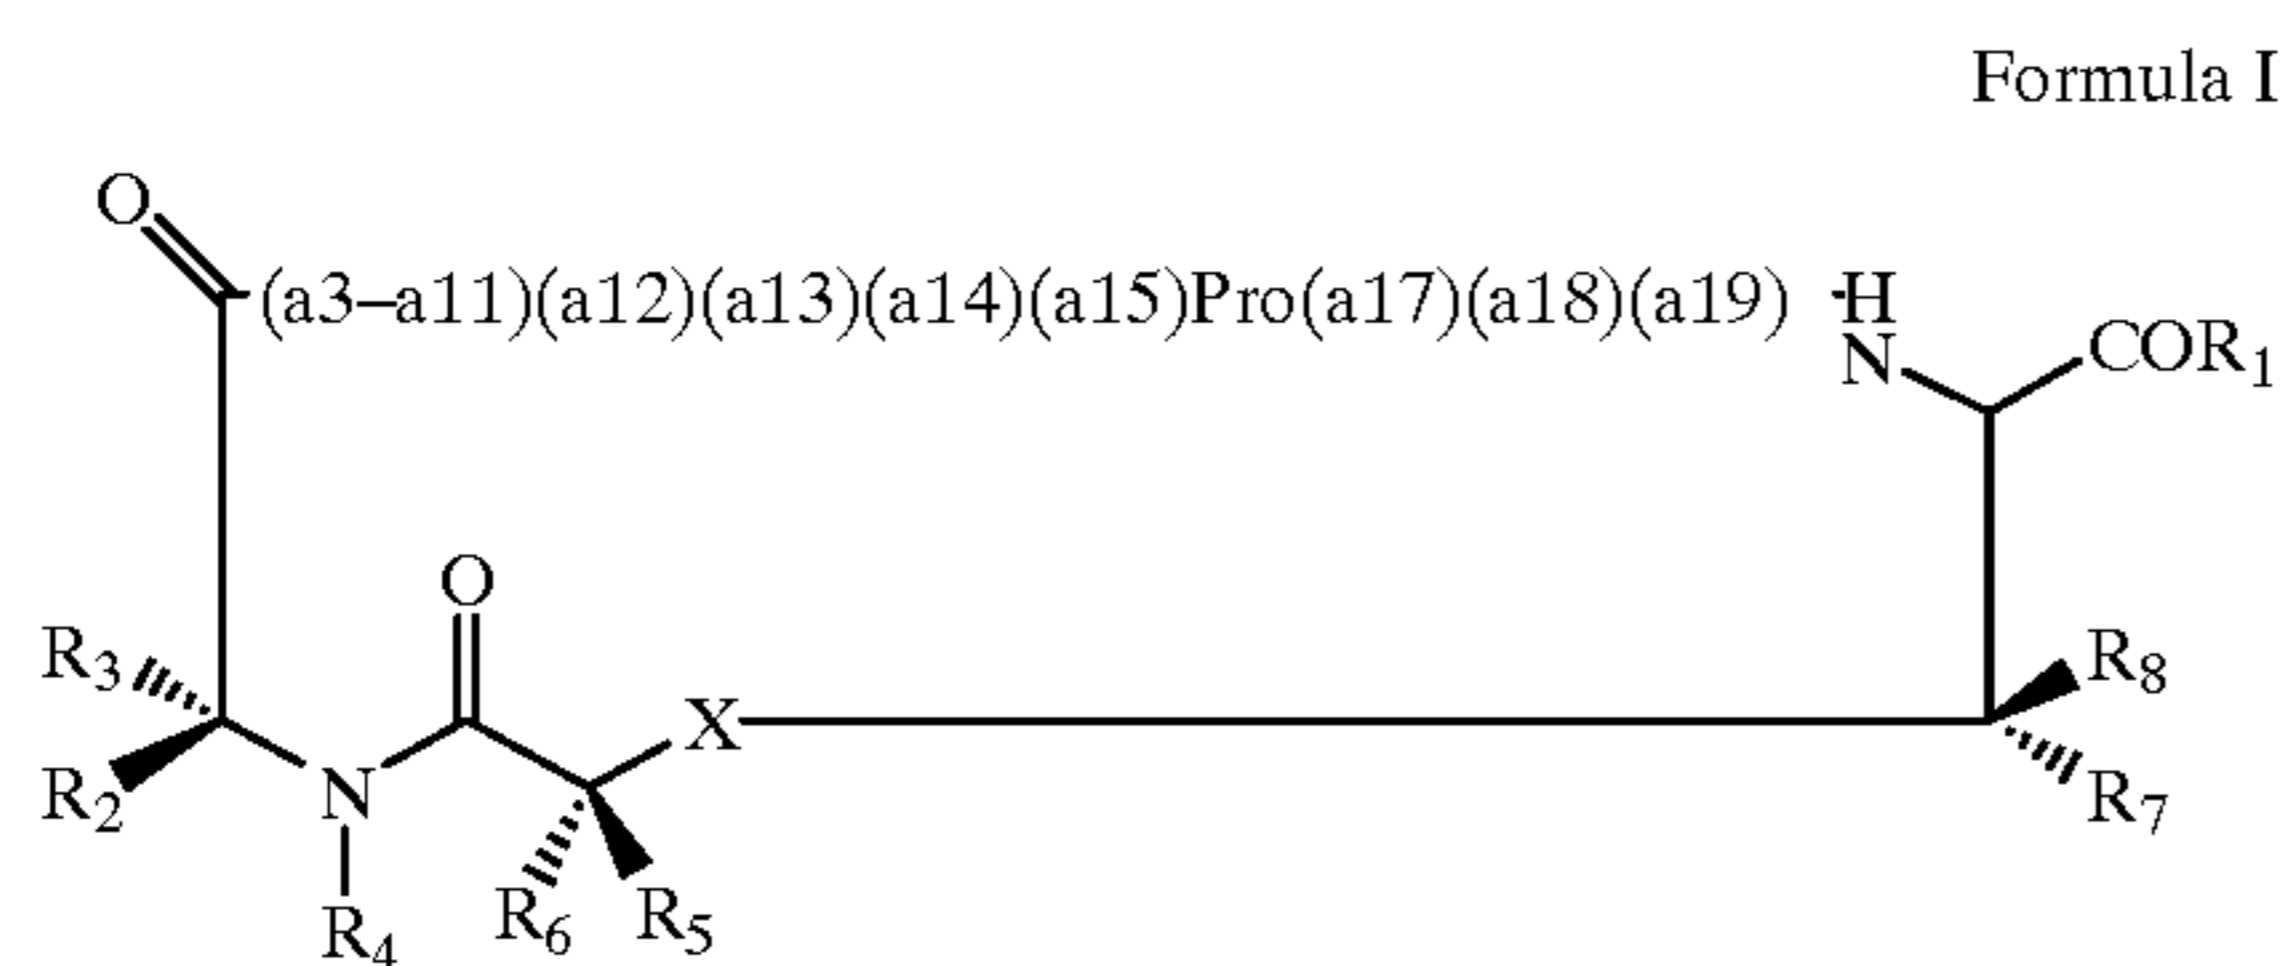 Formula I
O
(a3–a11)(a12)(a13)(a14)(a15)Pro(a17)(a18)(a19)
H
N
COR1
O
R3
R8
X
R2
N
R7
R6
R5
R4